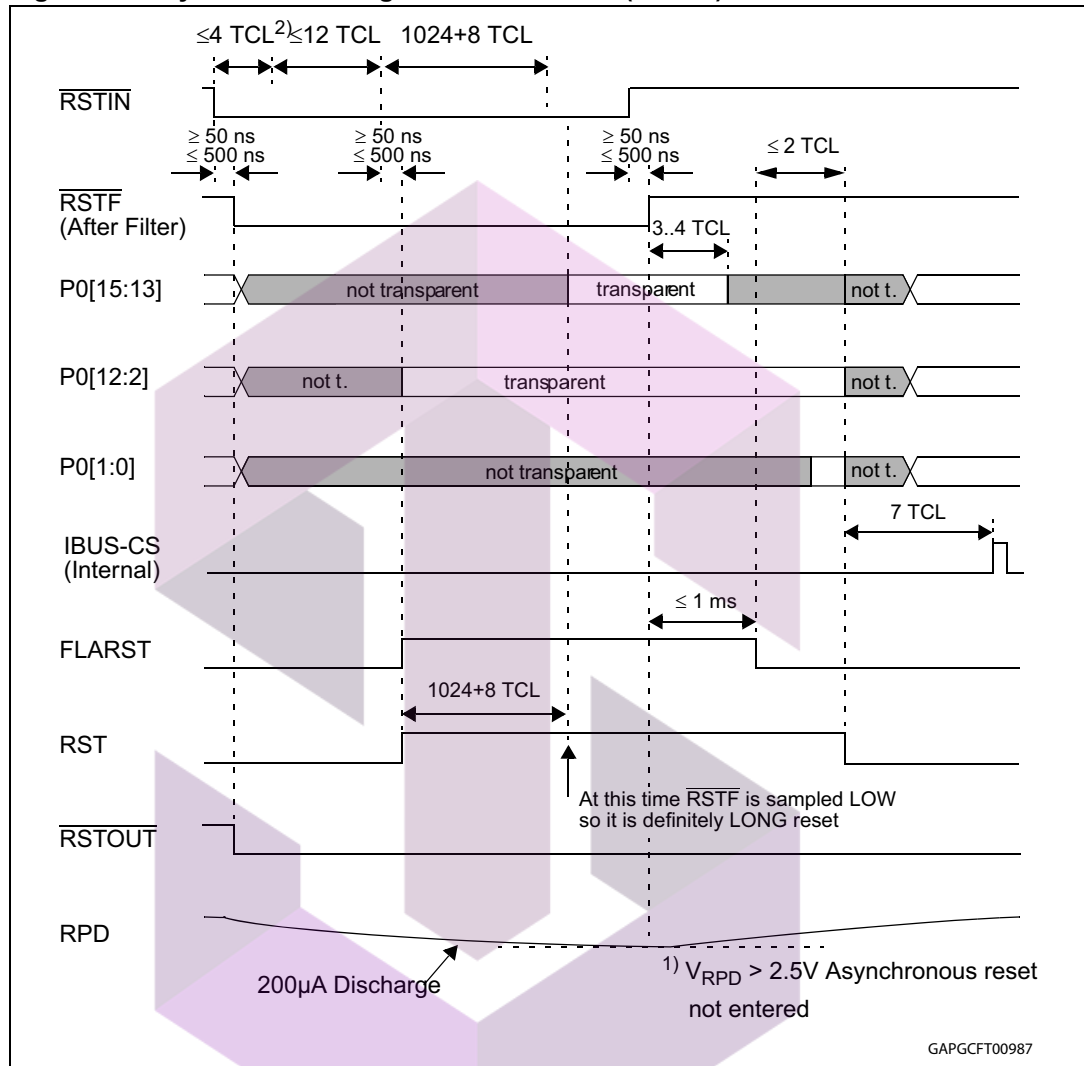 ≤4 TCL2) ≤12 TCL 1024+8 TCL
RSTIN
≥ 50 ns
≤ 500 ns
≥ 50 ns
≤ 500 ns
≥ 50 ns
≤ 500 ns
≤ 2 TCL
RSTF
(After Filter)
3..4 TCL
P0[15:13]
not transparent
transparent
not t.
P0[12:2]
not t.
transparent
not t.
P0[1:0]
not transparent
not t.
7 TCL
IBUS-CS
(Internal)
≤ 1 ms
FLARST
1024+8 TCL
RST
At this time RSTF is sampled LOW
so it is definitely LONG reset
RSTOUT
RPD
200µA Discharge
1) VRPD > 2.5V Asynchronous reset
not entered
GAPGCFT00987